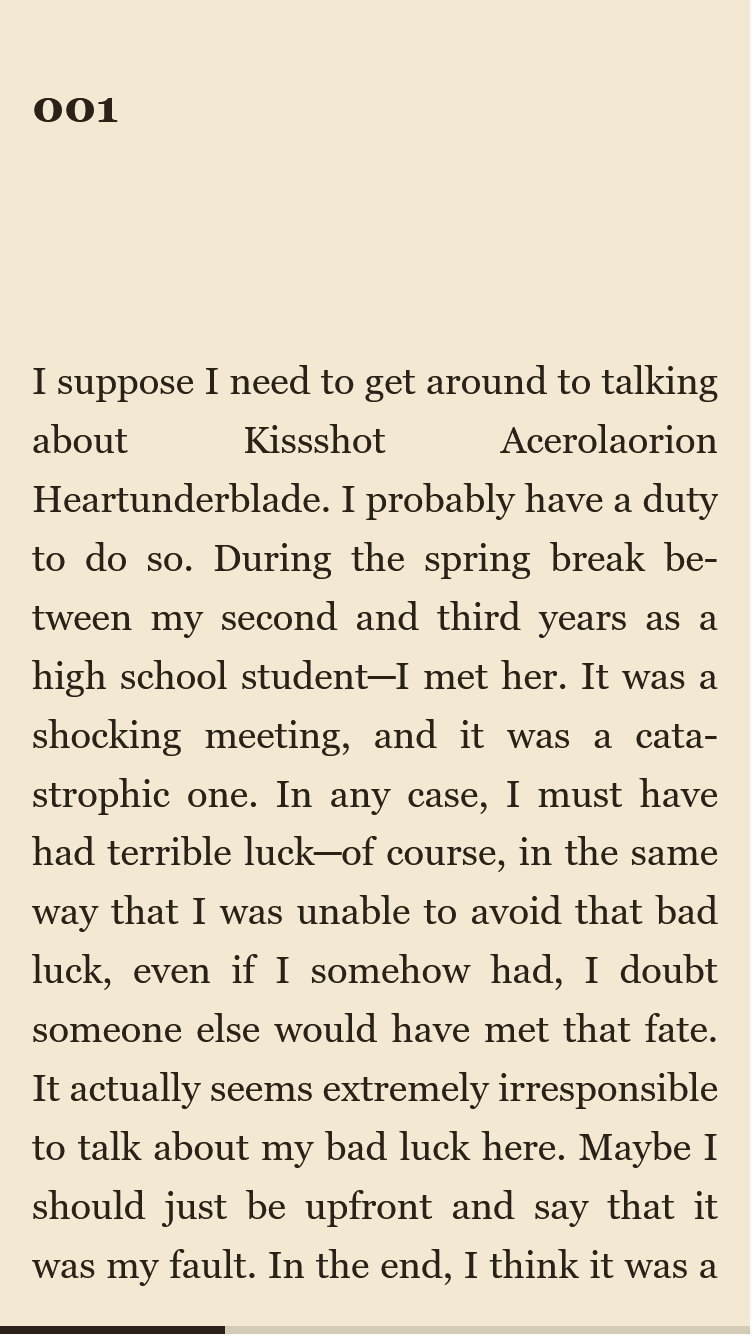 001
I suppose I need to get around to talking
about Kissshot Acerolaorion
Heartunderblade. I probably have a duty
to do so. During the spring break be-
tween my second and third years as a
high school student—I met her. It was a
shocking meeting, and it was a cata-
strophic one. In any case, I must have
had terrible luck—of course, in the same
way that I was unable to avoid that bad
luck, even if I somehow had, I doubt
someone else would have met that fate.
It actually seems extremely irresponsible
to talk about my bad luck here. Maybe I
should just be upfront and say that it
was my fault. In the end, I think it was a